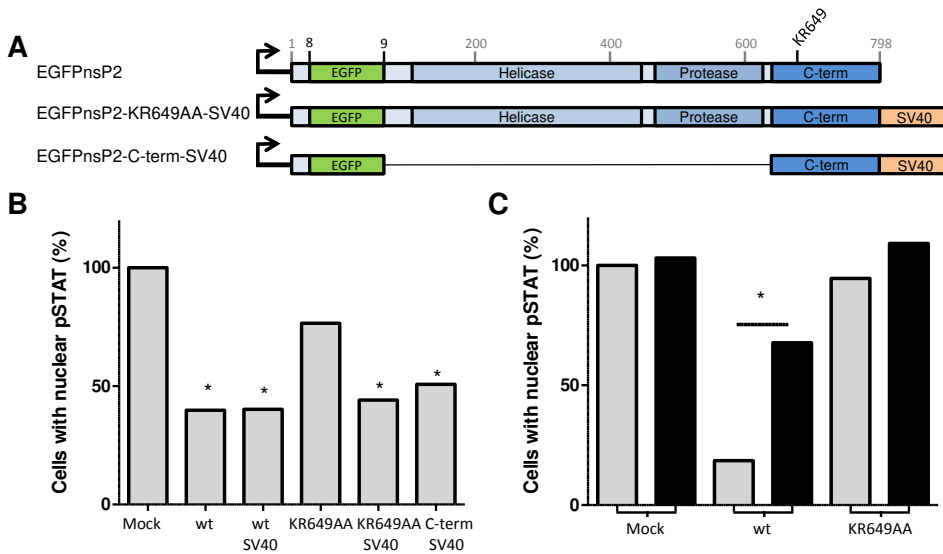 A
KR649
1 8 9 200 400 600 798
EGFPnsP2 EGFP Helicase Protease C-term
EGFPnsP2-KR649AA-SV40 EGFP Helicase Protease C-term SV40
EGFPnsP2-C-term-SV40 EGFP C-term SV40
B
Cells with nuclear pSTAT (%)
100
50
0
* * * *
Mock wt wt SV40 KR649AA KR649AA SV40 C-term SV40
C
Cells with nuclear pSTAT (%)
100
50
0
*
Mock wt KR649AA